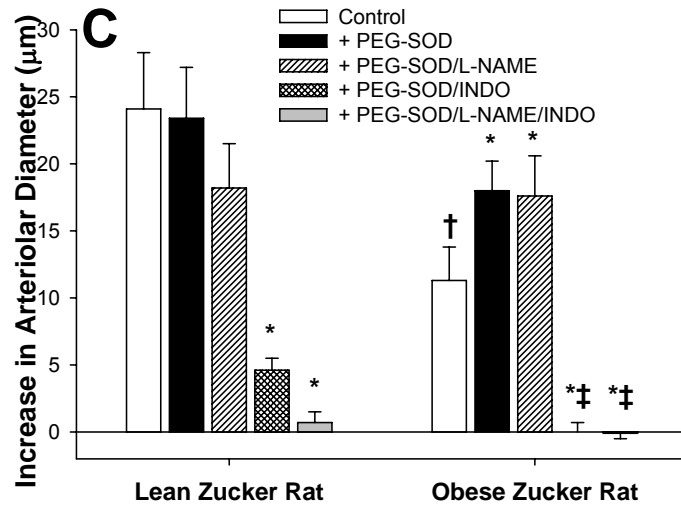 C
Control
+ PEG-SOD
+ PEG-SOD/L-NAME
+ PEG-SOD/INDO
+ PEG-SOD/L-NAME/INDO
Increase in Arteriolar Diameter (μm)
30
25
20
15
10
5
0
* *
†
*
*
*‡ *‡
Lean Zucker Rat Obese Zucker Rat